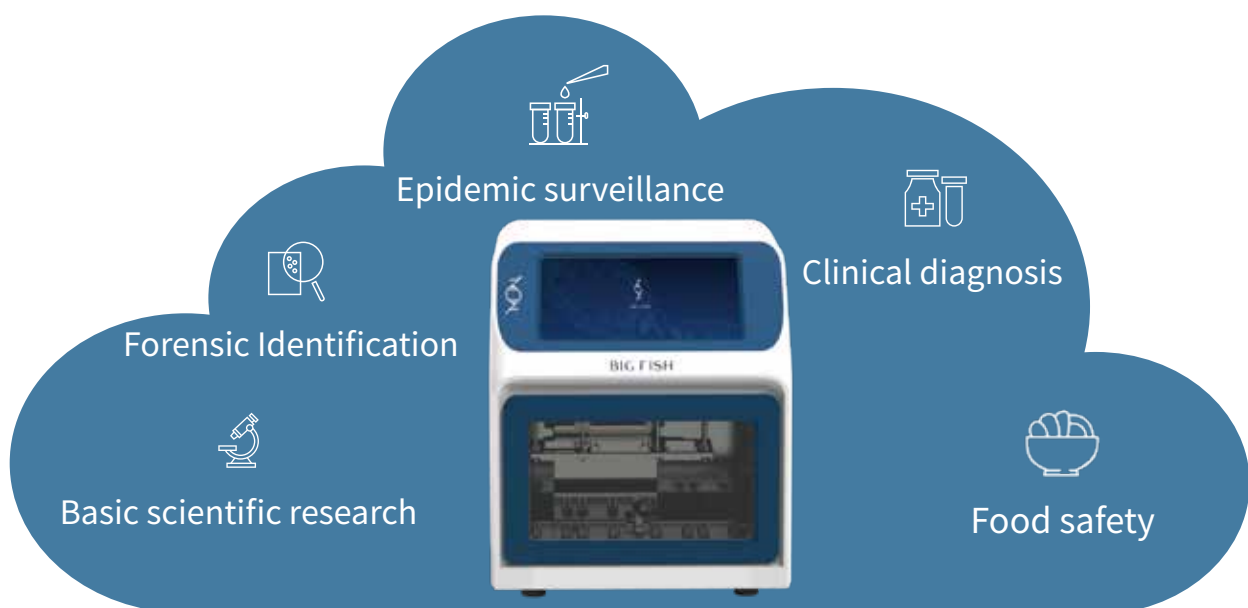 Epidemic surveillance
Clinical diagnosis
Forensic Identification
BIG FISH
Basic scientific research
Food safety